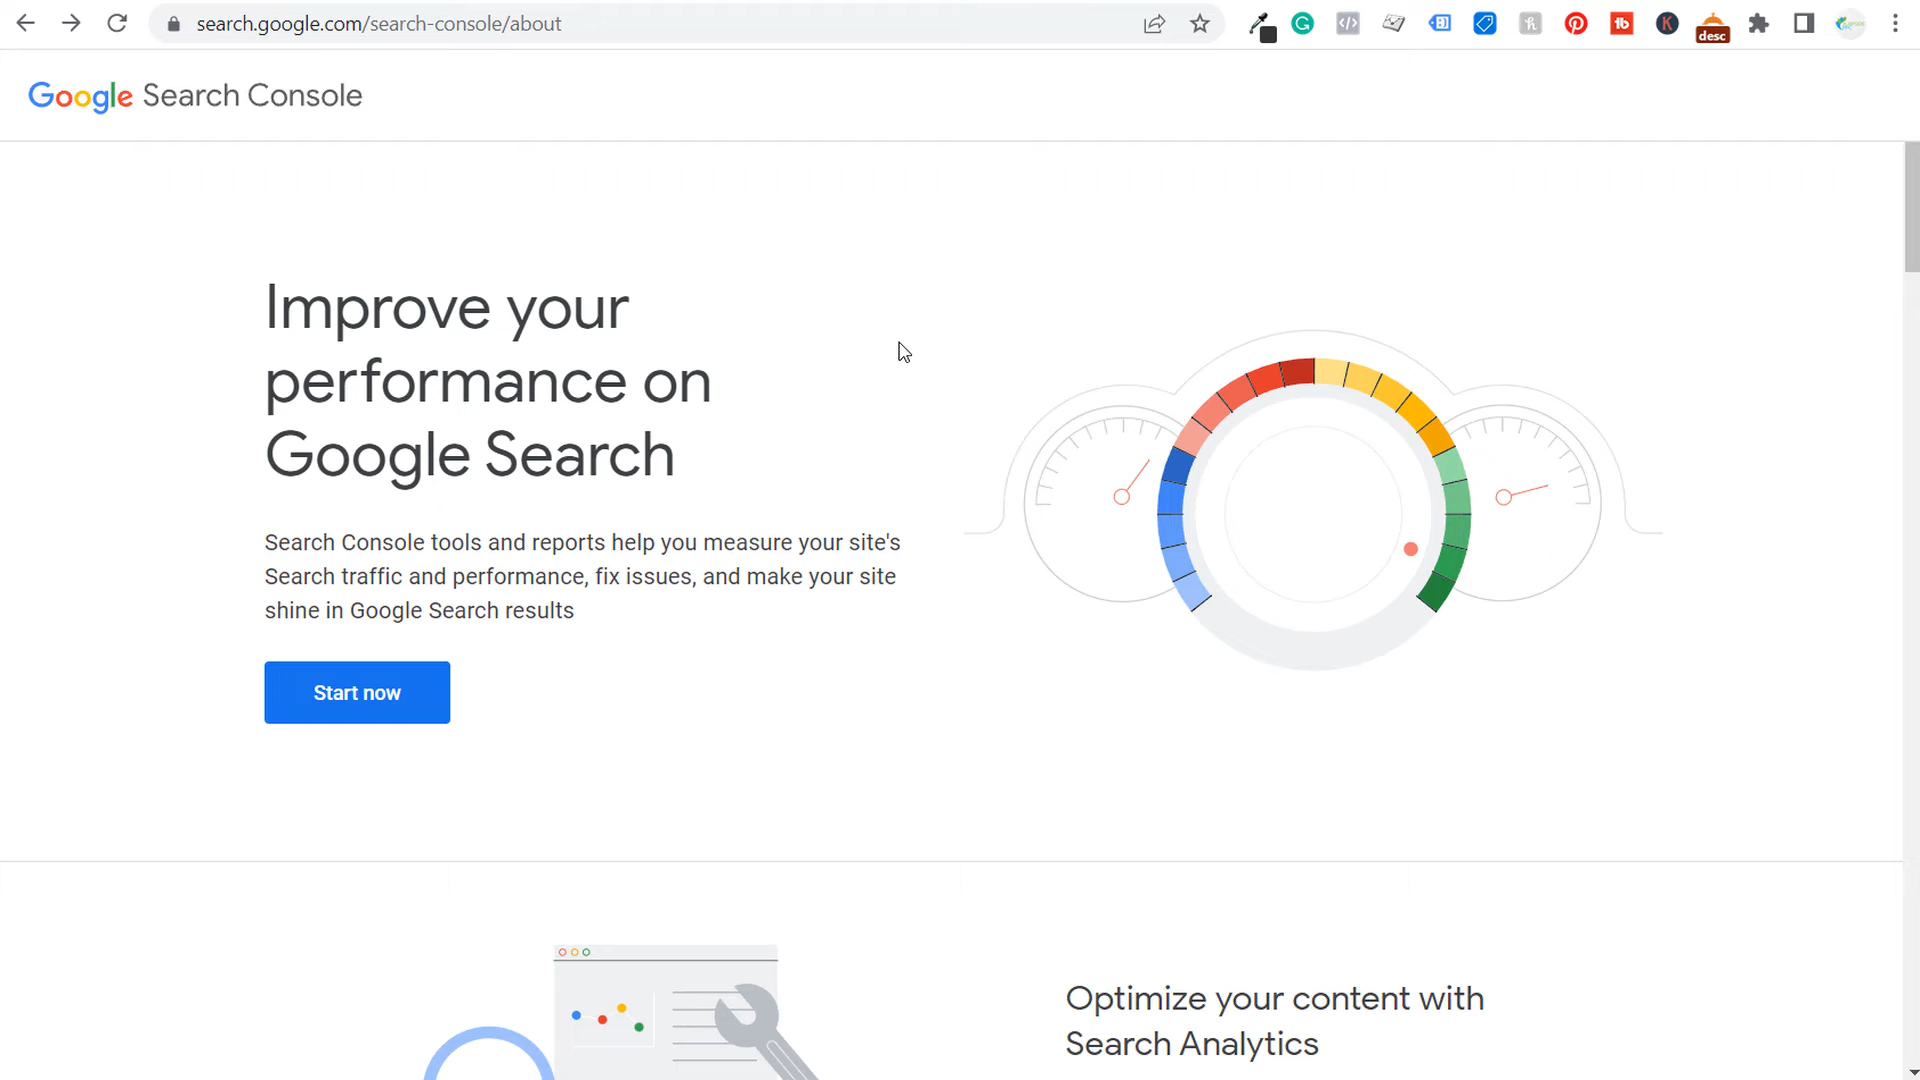 search.google.com/search-console/about
desc
Google Search Console
Improve your
performance on
Google Search
Search Console tools and reports help you measure your site's
Search traffic and performance, fix issues, and make your site
shine in Google Search results
Start now
Optimize your content with
Search Analytics